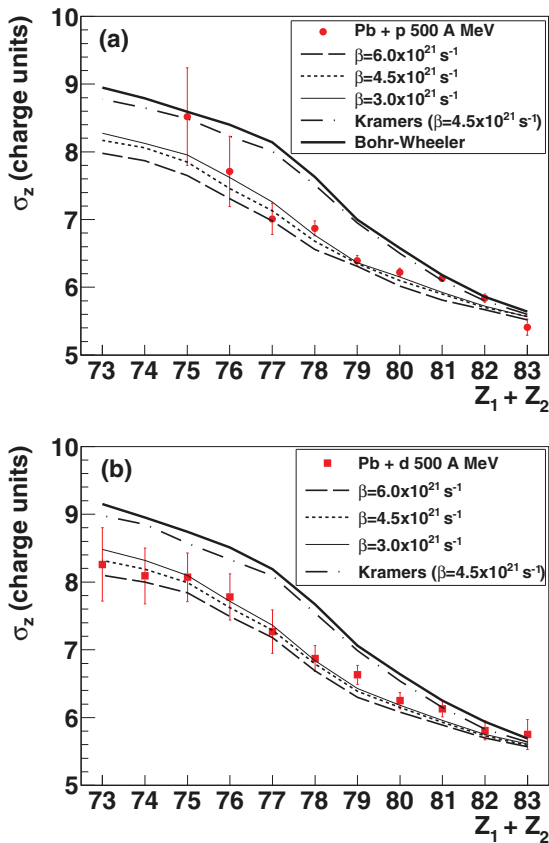 (a)
Pb + p 500 A MeV
β=6.0x10²¹ s⁻¹
β=4.5x10²¹ s⁻¹
β=3.0x10²¹ s⁻¹
Kramers (β=4.5x10²¹ s⁻¹)
Bohr-Wheeler
σz (charge units)
10
9
8
7
6
5
73 74 75 76 77 78 79 80 81 82 83
Z₁ + Z₂
(b)
Pb + d 500 A MeV
β=6.0x10²¹ s⁻¹
β=4.5x10²¹ s⁻¹
β=3.0x10²¹ s⁻¹
Kramers (β=4.5x10²¹ s⁻¹)
σz (charge units)
10
9
8
7
6
5
73 74 75 76 77 78 79 80 81 82 83
Z₁ + Z₂